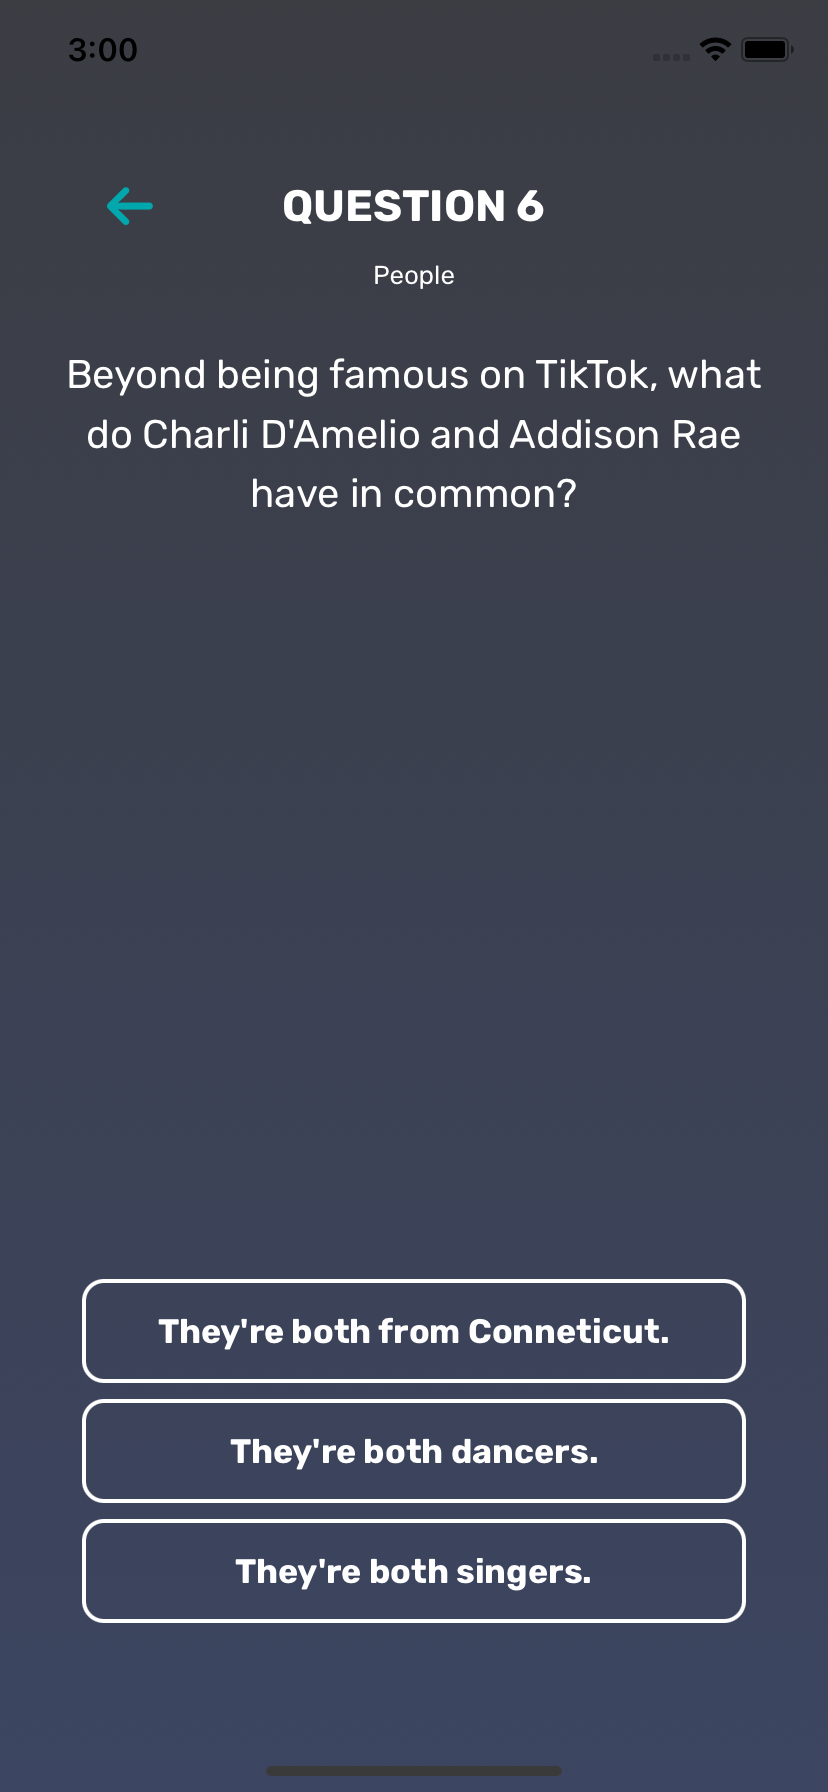 3:00
QUESTION 6
People
Beyond being famous on TikTok, what
do Charli D'Amelio and Addison Rae
have in common?
They're both from Conneticut.
They're both dancers.
They're both singers.